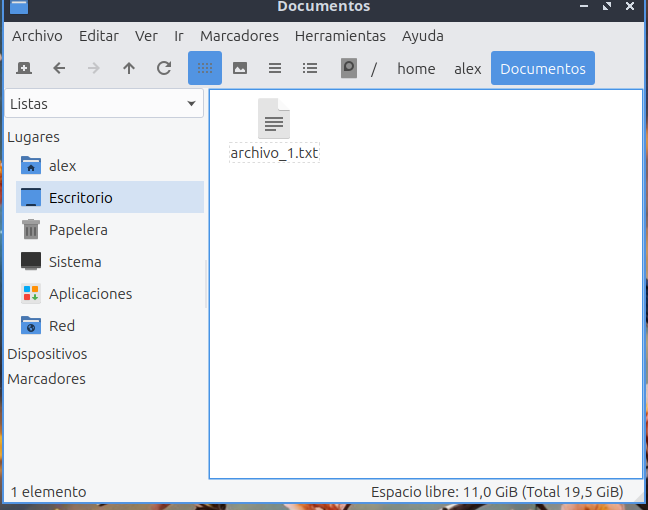 Documentos
Archivo Editar Ver Ir Marcadores Herramientas Ayuda
/ home alex Documentos
Listas
Lugares
alex
Escritorio
Papelera
Sistema
Aplicaciones
Red
Dispositivos
Marcadores
archivo_1.txt
1 elemento Espacio libre: 11,0 GiB (Total 19,5 GiB)